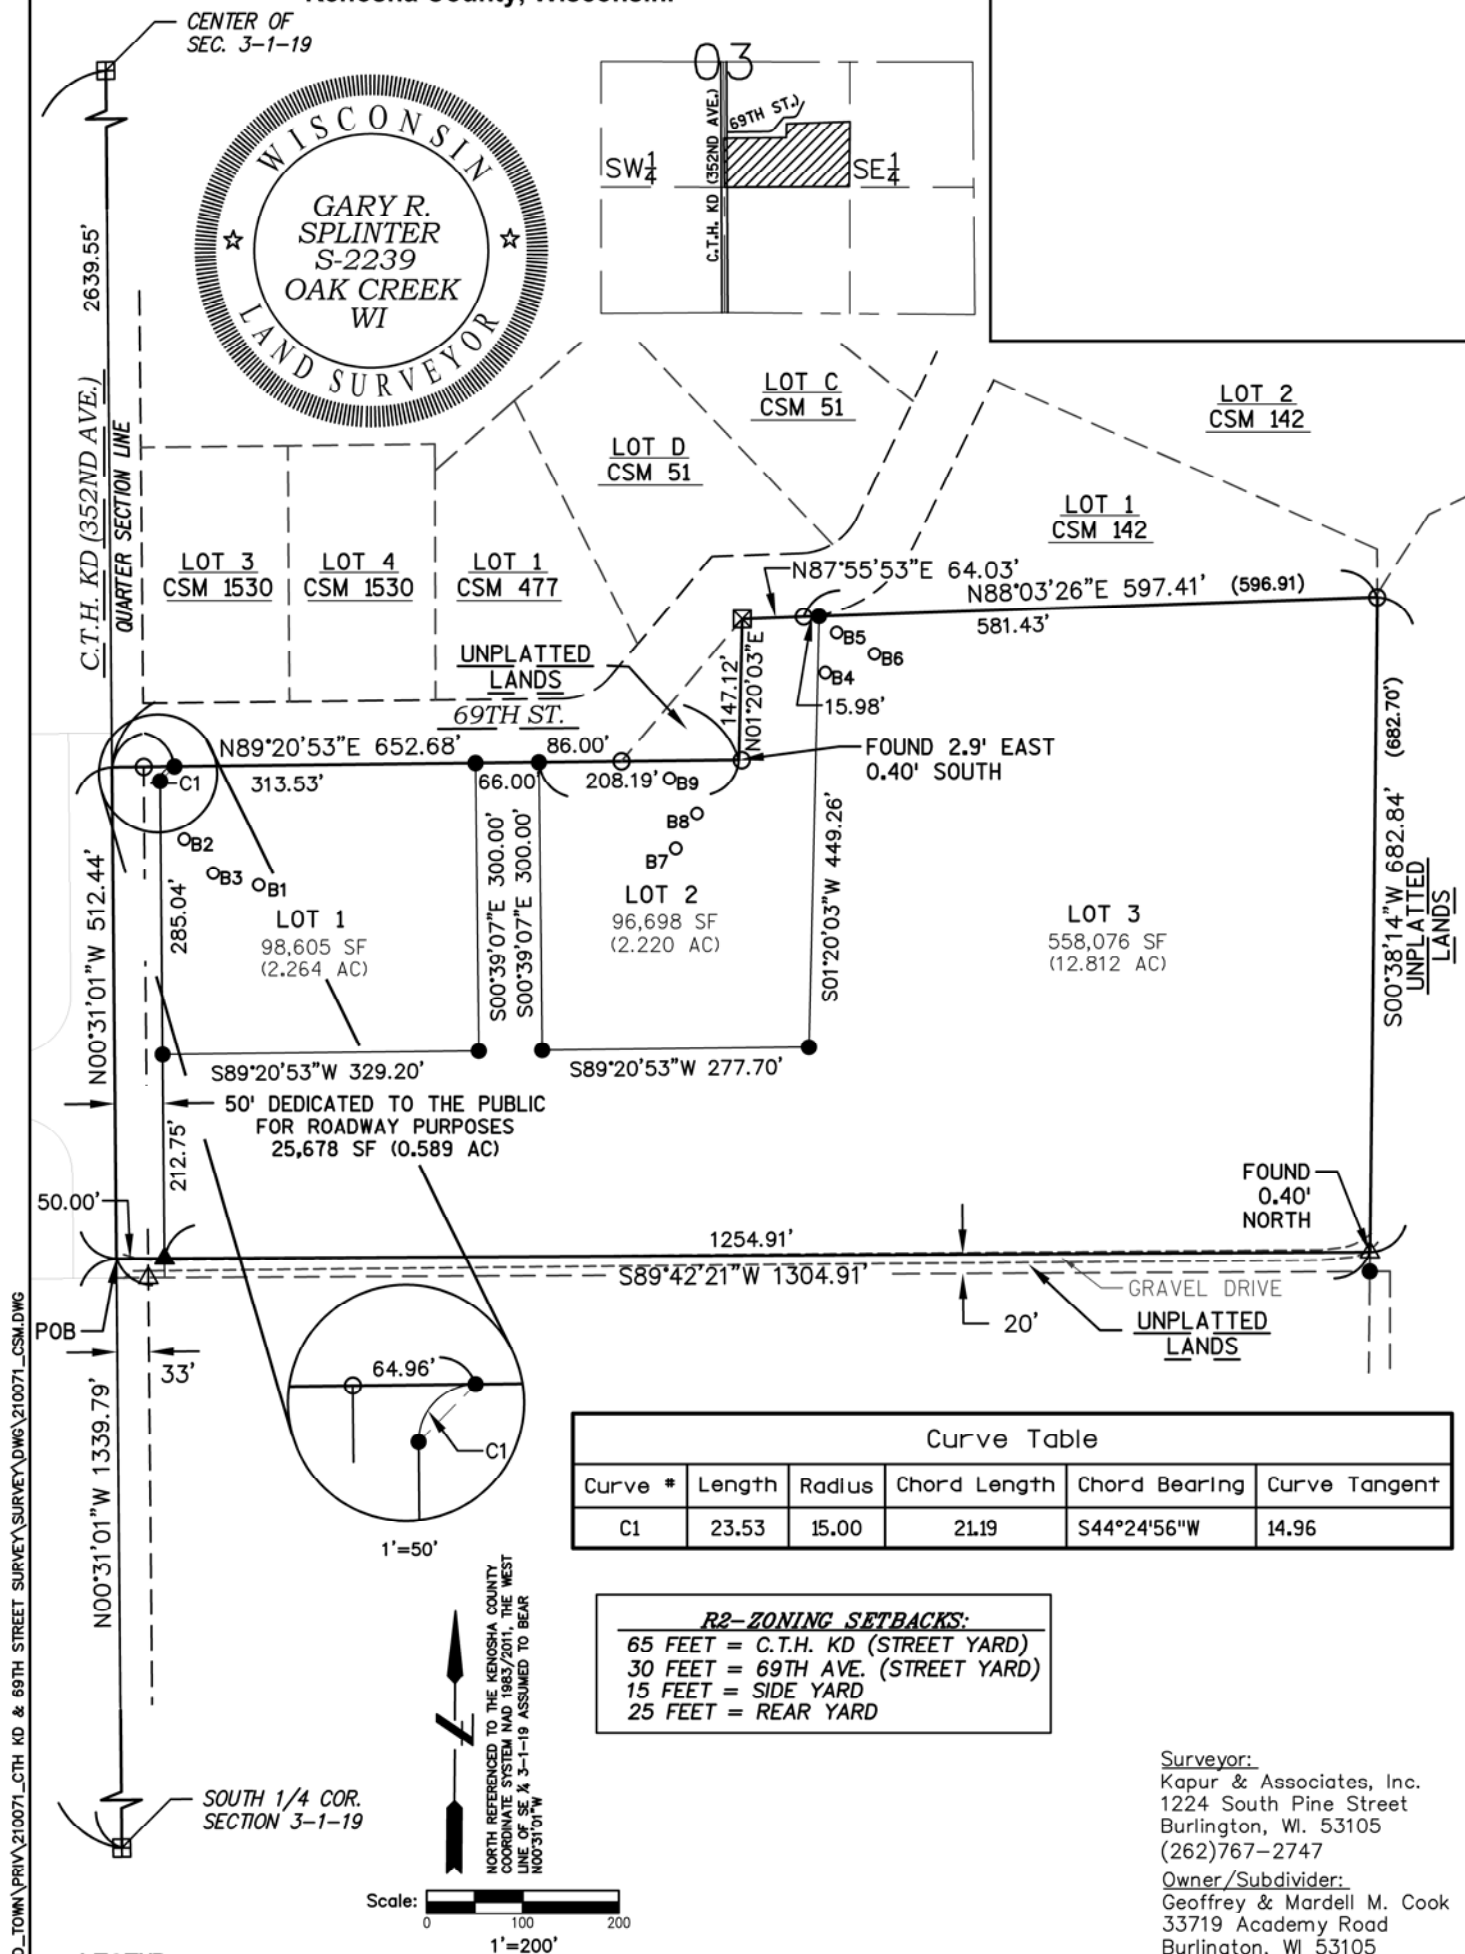 CENTER OF
SEC. 3-1-19
WISCONSIN
GARY R.
SPLINTER
S-2239
OAK CREEK
WI
LAND SURVEYOR
03
SW 1/4
SE 1/4
69TH ST.)
C.T.H. KD (352ND AVE.)
2639.55'
C.T.H. KD (352ND AVE.)
QUARTER SECTION LINE
LOT C
CSM 51
LOT D
CSM 51
LOT 2
CSM 142
LOT 1
CSM 142
LOT 3
CSM 1530
LOT 4
CSM 1530
LOT 1
CSM 477
N87°55'53"E 64.03'
N88°03'26"E 597.41' (596.91)
581.43'
UNPLATTED
LANDS
69TH ST.
147.12'
N01°20'03"E
B5
B6
B4
15.98'
N89°20'53"E 652.68'
86.00'
FOUND 2.9' EAST
0.40' SOUTH
C1
313.53'
66.00'
208.19'
B9
B8
B7
B2
B3
B1
(682.70')
S00°38'14"W 682.84'
UNPLATTED
LANDS
N00°31'01"W 512.44'
285.04'
S00°39'07"E 300.00'
S00°39'07"E 300.00'
S01°20'03"W 449.26'
LOT 1
98,605 SF
(2.264 AC)
LOT 2
96,698 SF
(2.220 AC)
LOT 3
558,076 SF
(12.812 AC)
S89°20'53"W 329.20'
S89°20'53"W 277.70'
50' DEDICATED TO THE PUBLIC
FOR ROADWAY PURPOSES
25,678 SF (0.589 AC)
212.75'
50.00'
FOUND
0.40'
NORTH
1254.91'
S89°42'21"W 1304.91'
GRAVEL DRIVE
20'
UNPLATTED
LANDS
POB
33'
N00°31'01"W 1339.79'
64.96'
C1
1'=50'
Curve Table
Curve # Length Radius Chord Length Chord Bearing Curve Tangent
C1 23.53 15.00 21.19 S44°24'56"W 14.96
R2-ZONING SETBACKS:
65 FEET = C.T.H. KD (STREET YARD)
30 FEET = 69TH AVE. (STREET YARD)
15 FEET = SIDE YARD
25 FEET = REAR YARD
NORTH REFERENCED TO THE KENOSHA COUNTY
COORDINATE SYSTEM NAD 1983/2011, THE WEST
LINE OF SE ¼ 3-1-19 ASSUMED TO BEAR
N00°31'01"W
SOUTH 1/4 COR.
SECTION 3-1-19
Scale:
0 100 200
1'=200'
Surveyor:
Kapur & Associates, Inc.
1224 South Pine Street
Burlington, WI. 53105
(262)767-2747
Owner/Subdivider:
Geoffrey & Mardell M. Cook
33719 Academy Road
Burlington, WI 53105
D_TOWN\PRIV\210071_CTH KD & 69TH STREET SURVEY\SURVEY\DWG\210071_CSM.DWG